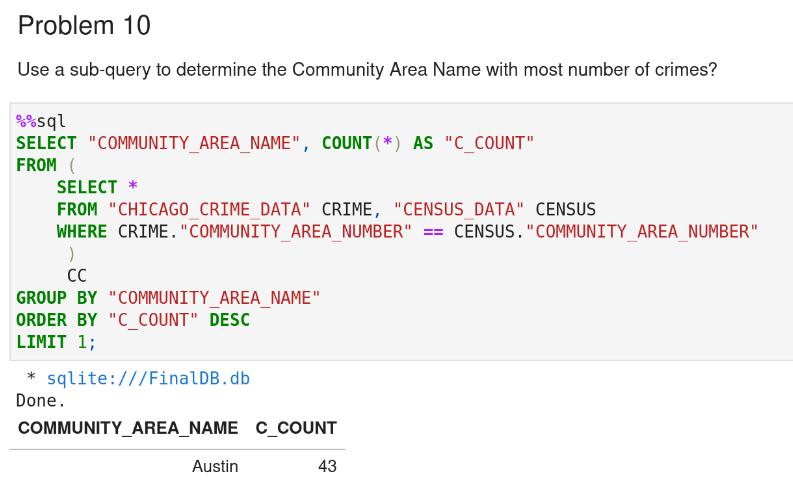 Problem 10
Use a sub-query to determine the Community Area Name with most number of crimes?
%%sql
SELECT "COMMUNITY_AREA_NAME", COUNT(*) AS "C_COUNT"
FROM (
    SELECT *
    FROM "CHICAGO_CRIME_DATA" CRIME, "CENSUS_DATA" CENSUS
    WHERE CRIME."COMMUNITY_AREA_NUMBER" == CENSUS."COMMUNITY_AREA_NUMBER"
     )
     CC
GROUP BY "COMMUNITY_AREA_NAME"
ORDER BY "C_COUNT" DESC
LIMIT 1;
 * sqlite:///FinalDB.db
Done.
COMMUNITY_AREA_NAME C_COUNT
Austin 43